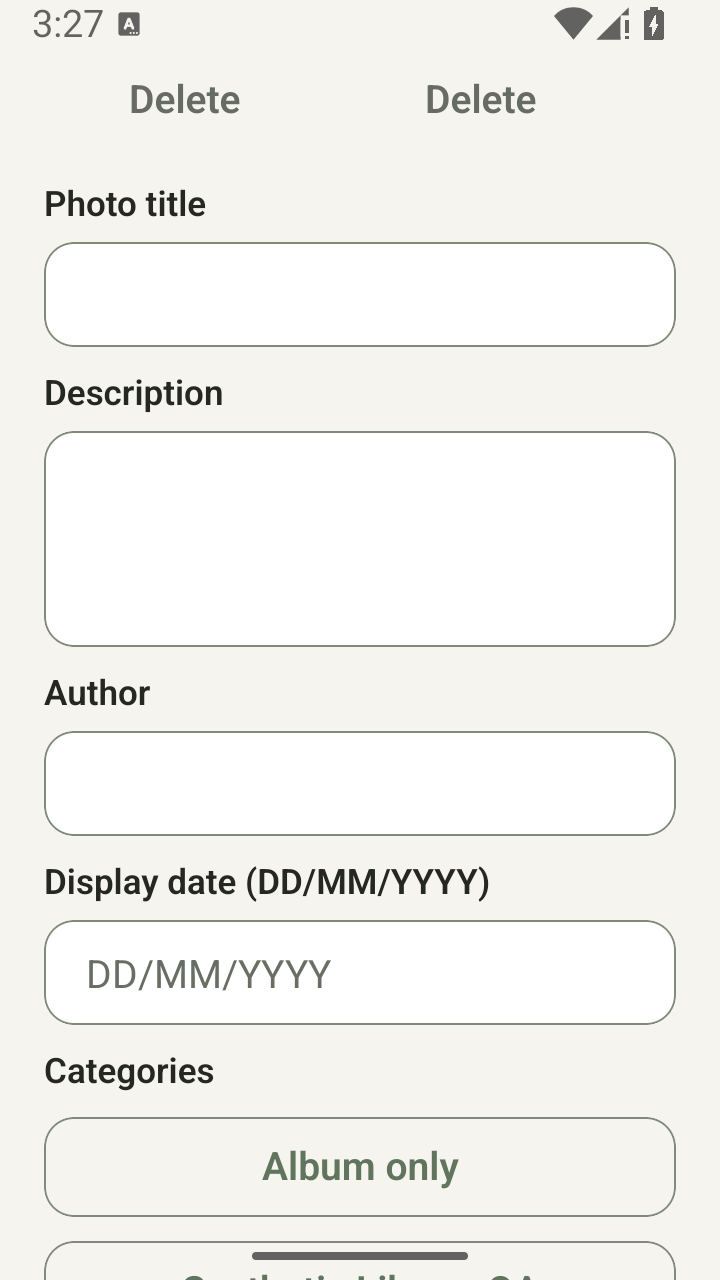 3:27
Delete Delete
Photo title
Description
Author
Display date (DD/MM/YYYY)
DD/MM/YYYY
Categories
Album only